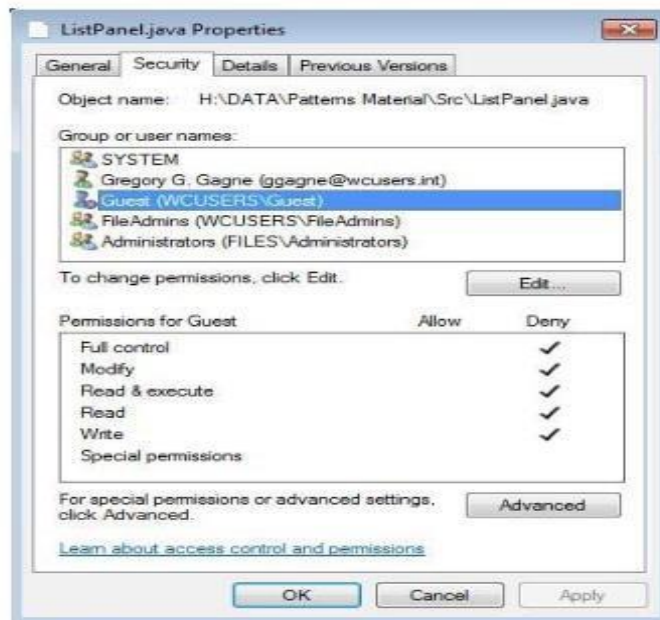 ListPanel.java Properties
General Security Details Previous Versions
Object name: H:\DATA\Patterns Material\Src\ListPanel.java
Group or user names:
SYSTEM
Gregory G. Gagne (ggagne@wcusers.int)
Guest (WCUSERS\Guest)
FileAdmins (WCUSERS\FileAdmins)
Administrators (FILES\Administrators)
To change permissions, click Edit.
Edit...
Permissions for Guest Allow Deny
Full control
Modify
Read & execute
Read
Write
Special permissions
For special permissions or advanced settings,
click Advanced.
Advanced
Learn about access control and permissions
OK Cancel Apply